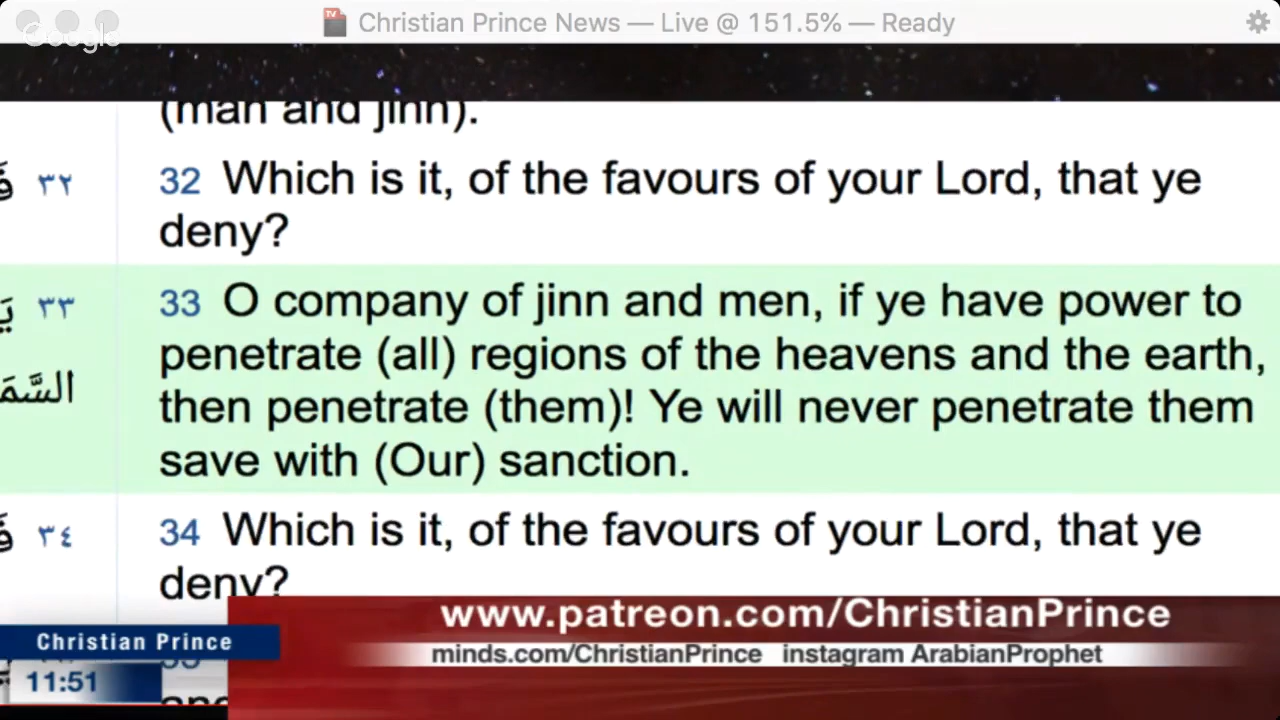 TV Christian Prince News — Live @ 151.5% — Ready
Google
(man and jinn).
٣٢ 32 Which is it, of the favours of your Lord, that ye
deny?
٣٣ 33 O company of jinn and men, if ye have power to
penetrate (all) regions of the heavens and the earth,
السَّمَ then penetrate (them)! Ye will never penetrate them
save with (Our) sanction.
٣٤ 34 Which is it, of the favours of your Lord, that ye
deny?
www.patreon.com/ChristianPrince
Christian Prince
minds.com/ChristianPrince instagram ArabianProphet
11:51